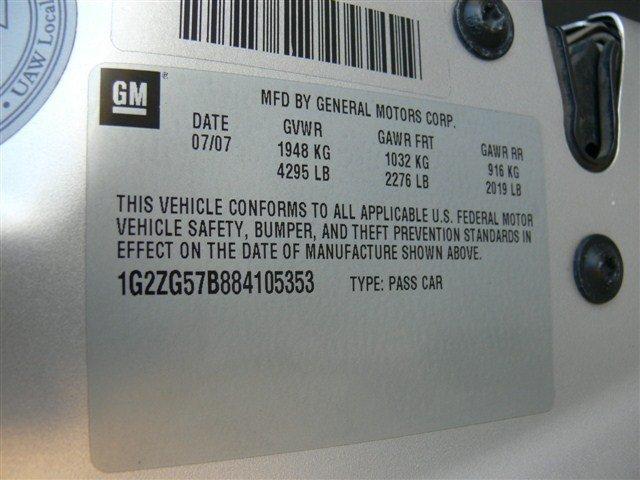 UAW Local
GM ®
MFD BY GENERAL MOTORS CORP.
DATE GVWR GAWR FRT GAWR RR
07/07 1948 KG 1032 KG 916 KG
4295 LB 2276 LB 2019 LB
THIS VEHICLE CONFORMS TO ALL APPLICABLE U.S. FEDERAL MOTOR
VEHICLE SAFETY, BUMPER, AND THEFT PREVENTION STANDARDS IN
EFFECT ON THE DATE OF MANUFACTURE SHOWN ABOVE.
1G2ZG57B884105353 TYPE: PASS CAR